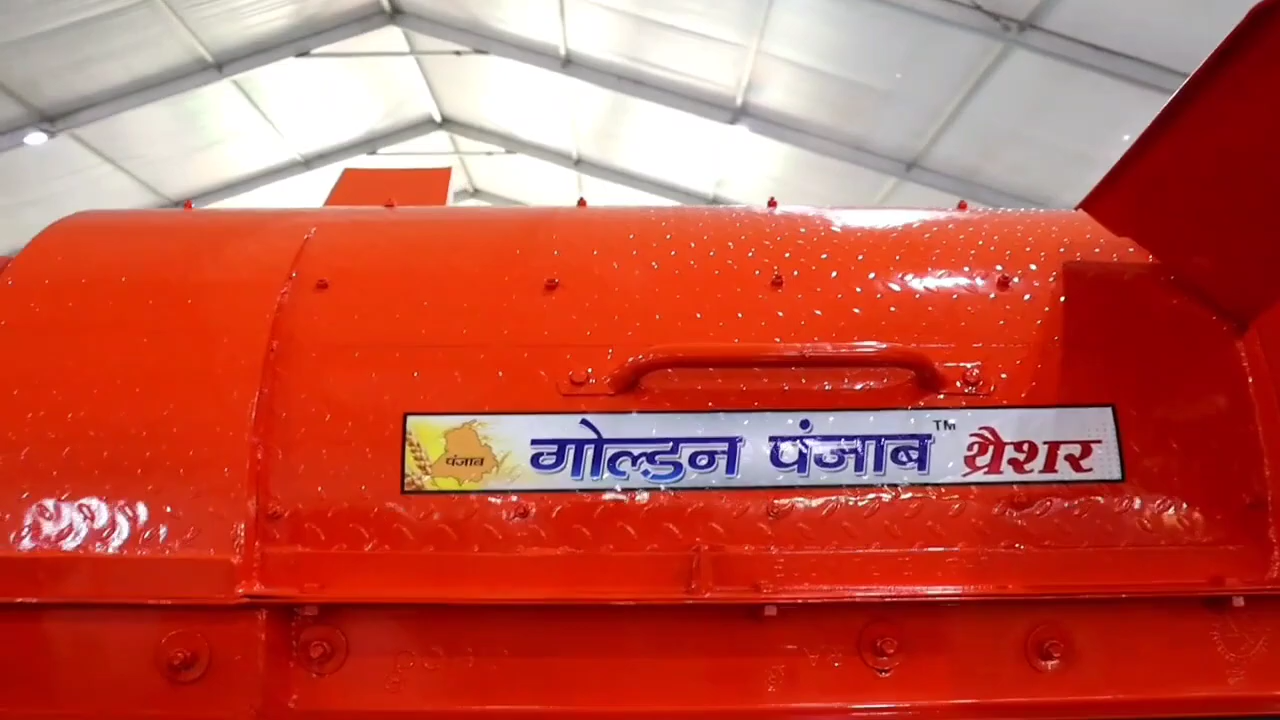 पंजाब गोल्डन पंजाब™ थ्रैशर